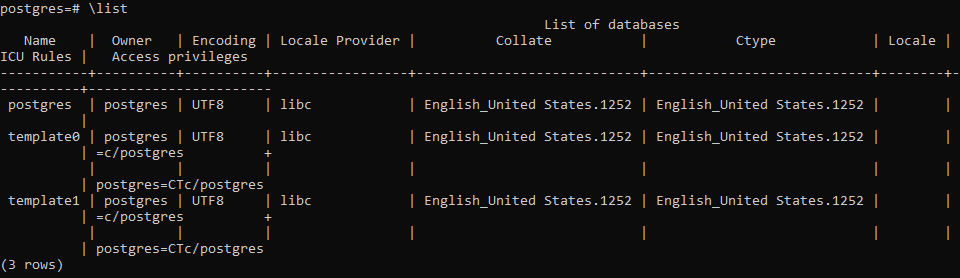 postgres=# \list
                                                                    List of databases
   Name    |  Owner   | Encoding | Locale Provider |          Collate           |           Ctype            | Locale |
ICU Rules |   Access privileges
-----------+----------+----------+-----------------+----------------------------+----------------------------+--------+-
----------+-----------------------
 postgres  | postgres | UTF8     | libc            | English_United States.1252 | English_United States.1252 |        |
          |
 template0 | postgres | UTF8     | libc            | English_United States.1252 | English_United States.1252 |        |
          | =c/postgres          +
           |          |          |                 |                            |                            |        |
          | postgres=CTc/postgres
 template1 | postgres | UTF8     | libc            | English_United States.1252 | English_United States.1252 |        |
          | =c/postgres          +
           |          |          |                 |                            |                            |        |
          | postgres=CTc/postgres
(3 rows)